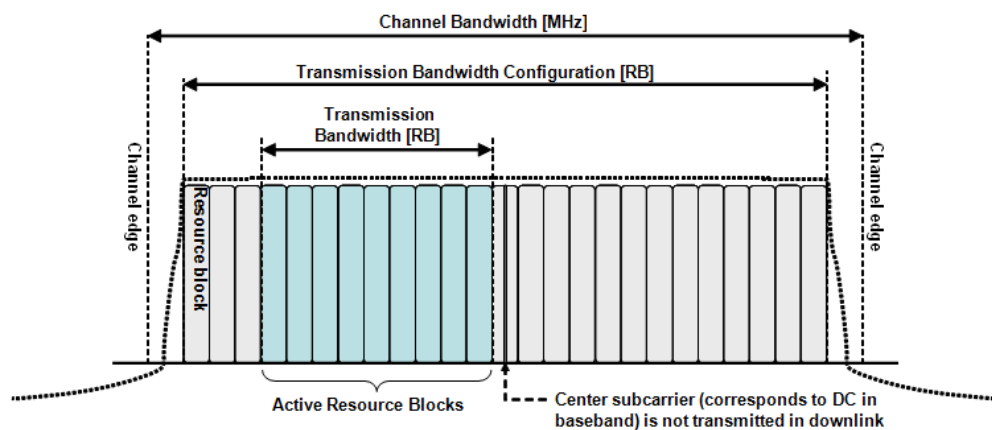 Channel Bandwidth [MHz]
Transmission Bandwidth Configuration [RB]
Transmission
Bandwidth [RB]
Channel edge
Resource block
Channel edge
Active Resource Blocks
Center subcarrier (corresponds to DC in
baseband) is not transmitted in downlink